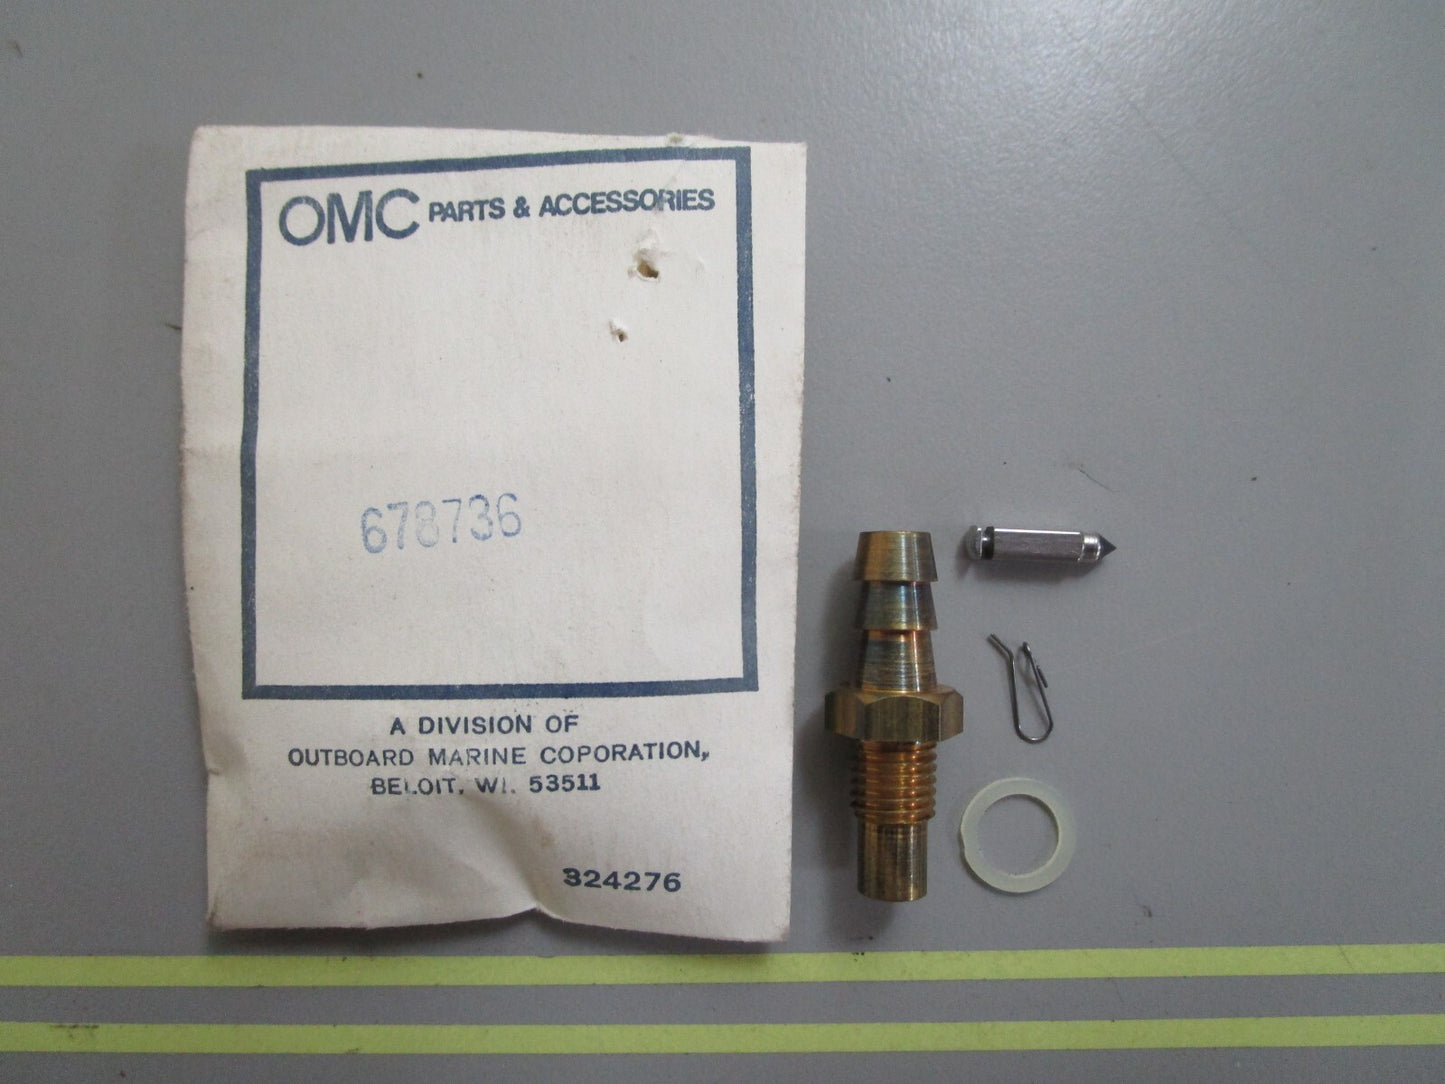 OMC PARTS & ACCESSORIES
678736
A DIVISION OF
OUTBOARD MARINE COPORATION,
BELOIT, WI. 53511
324276